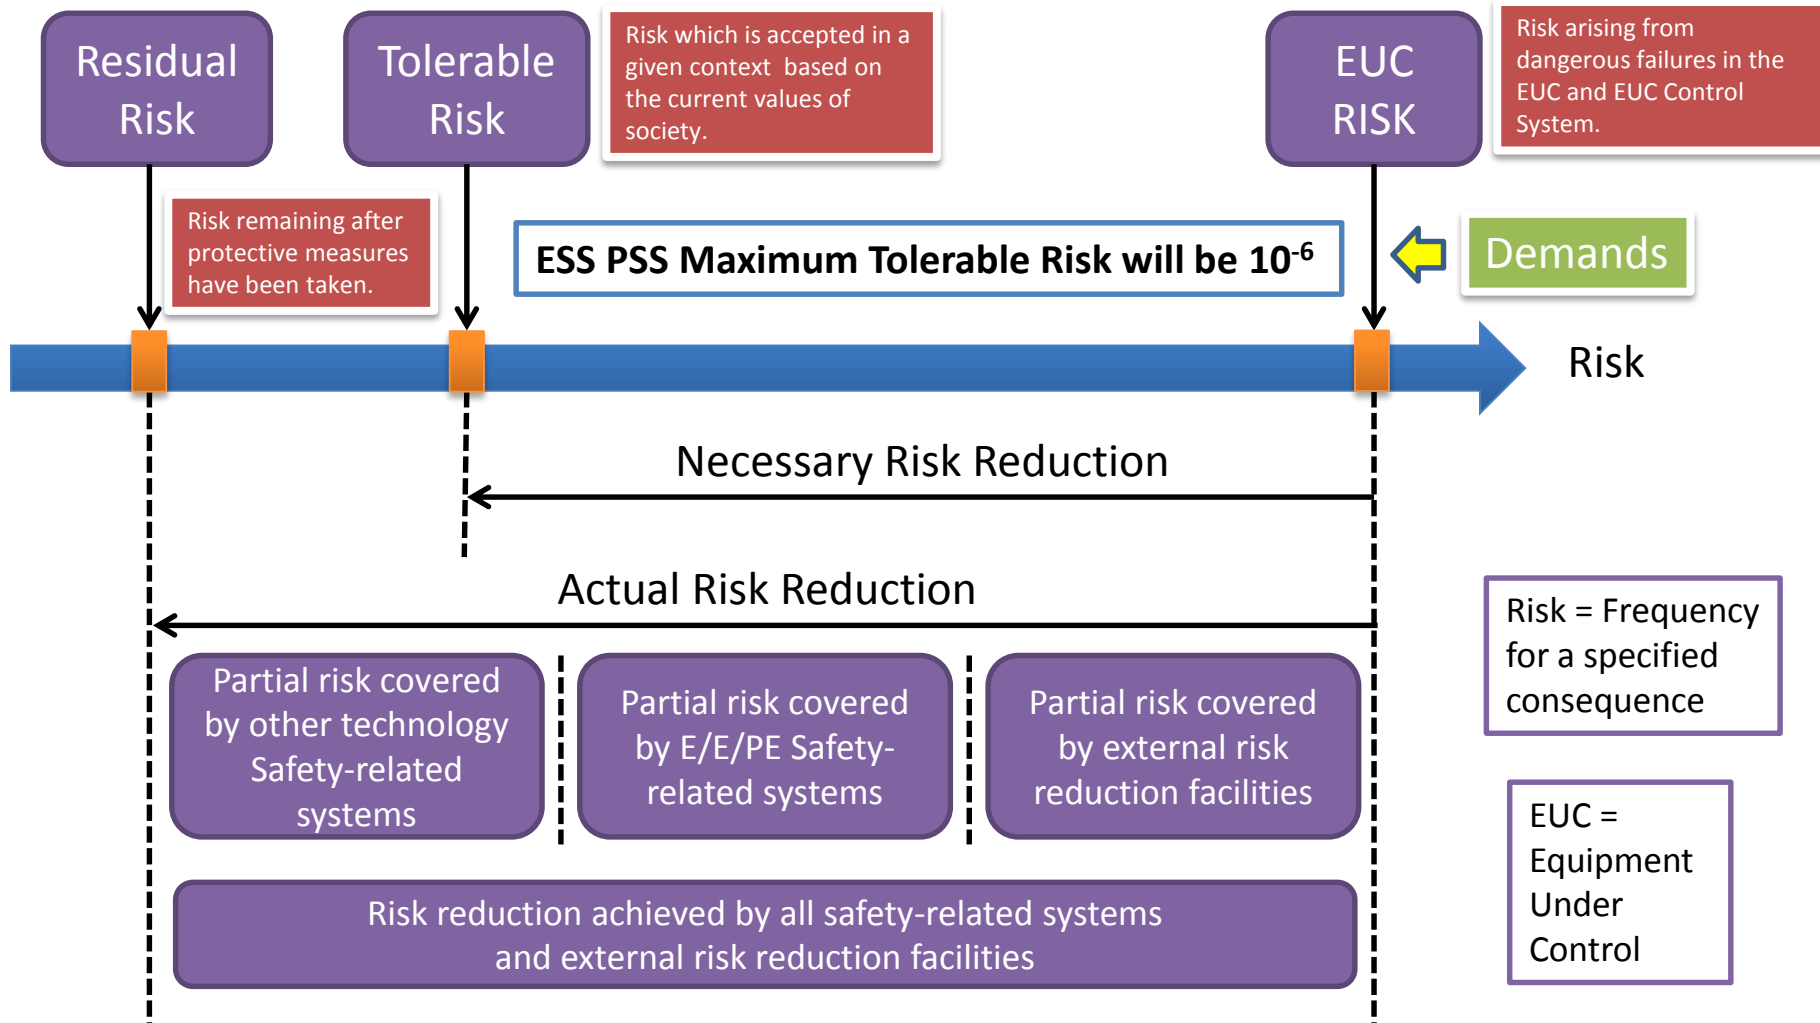 Residual
Risk
Tolerable
Risk
Risk which is accepted in a
given context based on
the current values of
society.
EUC
RISK
Risk arising from
dangerous failures in the
EUC and EUC Control
System.
Risk remaining after
protective measures
have been taken.
ESS PSS Maximum Tolerable Risk will be 10⁻⁶
Demands
Risk
Necessary Risk Reduction
Actual Risk Reduction
Partial risk covered
by other technology
Safety-related
systems
Partial risk covered
by E/E/PE Safety-
related systems
Partial risk covered
by external risk
reduction facilities
Risk = Frequency
for a specified
consequence
EUC =
Equipment
Under
Control
Risk reduction achieved by all safety-related systems
and external risk reduction facilities